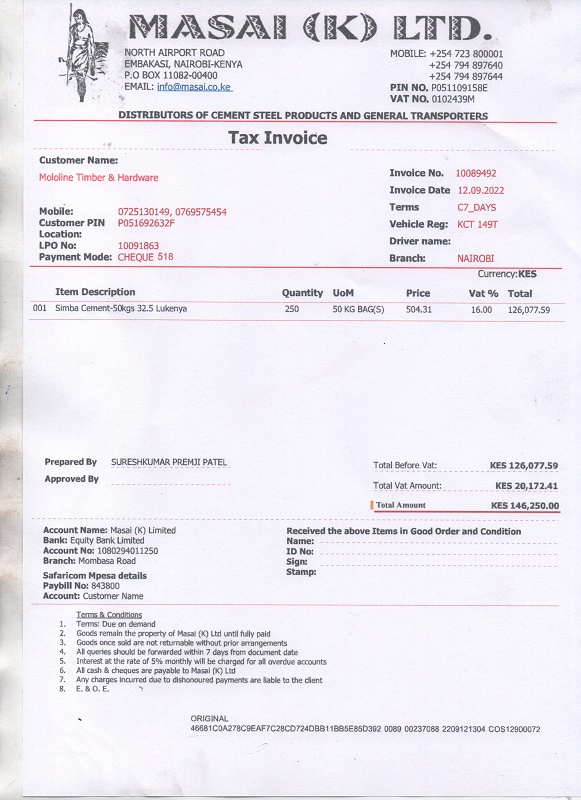 MASAI (K) LTD.
NORTH AIRPORT ROAD
EMBAKASI, NAIROBI-KENYA
P.O BOX 11082-00400
EMAIL: info@masai.co.ke
MOBILE: +254 723 800001
+254 794 897640
+254 794 897644
PIN NO. P051109158E
VAT NO. 0102439M
DISTRIBUTORS OF CEMENT STEEL PRODUCTS AND GENERAL TRANSPORTERS
Tax Invoice
Customer Name:
Mololine Timber & Hardware
Mobile: 0725130149, 0769575454
Customer PIN P051692632F
Location:
LPO No: 10091863
Payment Mode: CHEQUE 518
Invoice No. 10089492
Invoice Date 12.09.2022
Terms C7_DAYS
Vehicle Reg: KCT 149T
Driver name:
Branch: NAIROBI
Currency:KES
Item Description Quantity UoM Price Vat % Total
001 Simba Cement-50kgs 32.5 Lukenya 250 50 KG BAG(S) 504.31 16.00 126,077.59
Prepared By SURESHKUMAR PREMJI PATEL
Approved By
Total Before Vat: KES 126,077.59
Total Vat Amount: KES 20,172.41
Total Amount KES 146,250.00
Account Name: Masai (K) Limited
Bank: Equity Bank Limited
Account No: 1080294011250
Branch: Mombasa Road
Safaricom Mpesa details
Paybill No: 843800
Account: Customer Name
Received the above Items in Good Order and Condition
Name:
ID No:
Sign:
Stamp:
Terms & Conditions
1. Terms: Due on demand
2. Goods remain the property of Masai (K) Ltd until fully paid
3. Goods once sold are not returnable without prior arrangements
4. All queries should be forwarded within 7 days from document date
5. Interest at the rate of 5% monthly will be charged for all overdue accounts
6. All cash & cheques are payable to Masai (K) Ltd
7. Any charges incurred due to dishonoured payments are liable to the client
8. E. & O. E.
ORIGINAL
46681C0A278C9EAF7C28CD724DBB11BB5E85D392 0089 00237088 2209121304 COS12900072